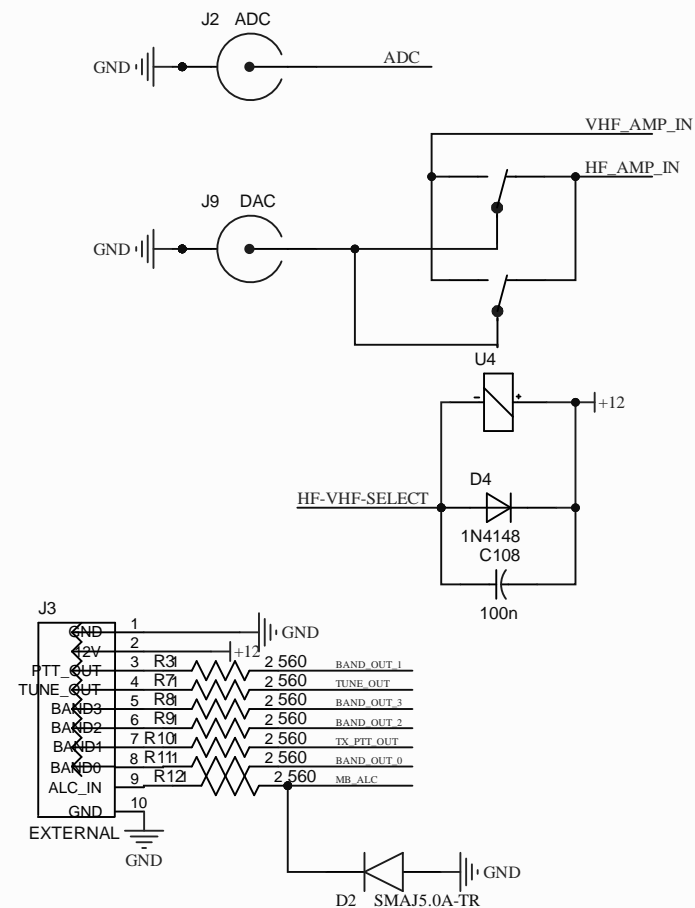 J2 ADC
GND
ADC
VHF_AMP_IN
HF_AMP_IN
J9 DAC
GND
U4
- +
+12
D4
HF-VHF-SELECT
1N4148
C108
100n
J3
GND 1
GND
12V 2
+12
PTT_OUT 3 R3 1 2 560 BAND_OUT_1
TUNE_OUT 4 R7 1 2 560 TUNE_OUT
BAND3 5 R8 1 2 560 BAND_OUT_3
BAND2 6 R9 1 2 560 BAND_OUT_2
BAND1 7 R10 1 2 560 TX_PTT_OUT
BAND0 8 R11 1 2 560 BAND_OUT_0
ALC_IN 9 R12 1 2 560 MB_ALC
GND 10
EXTERNAL
GND
GND
D2 SMAJ5.0A-TR